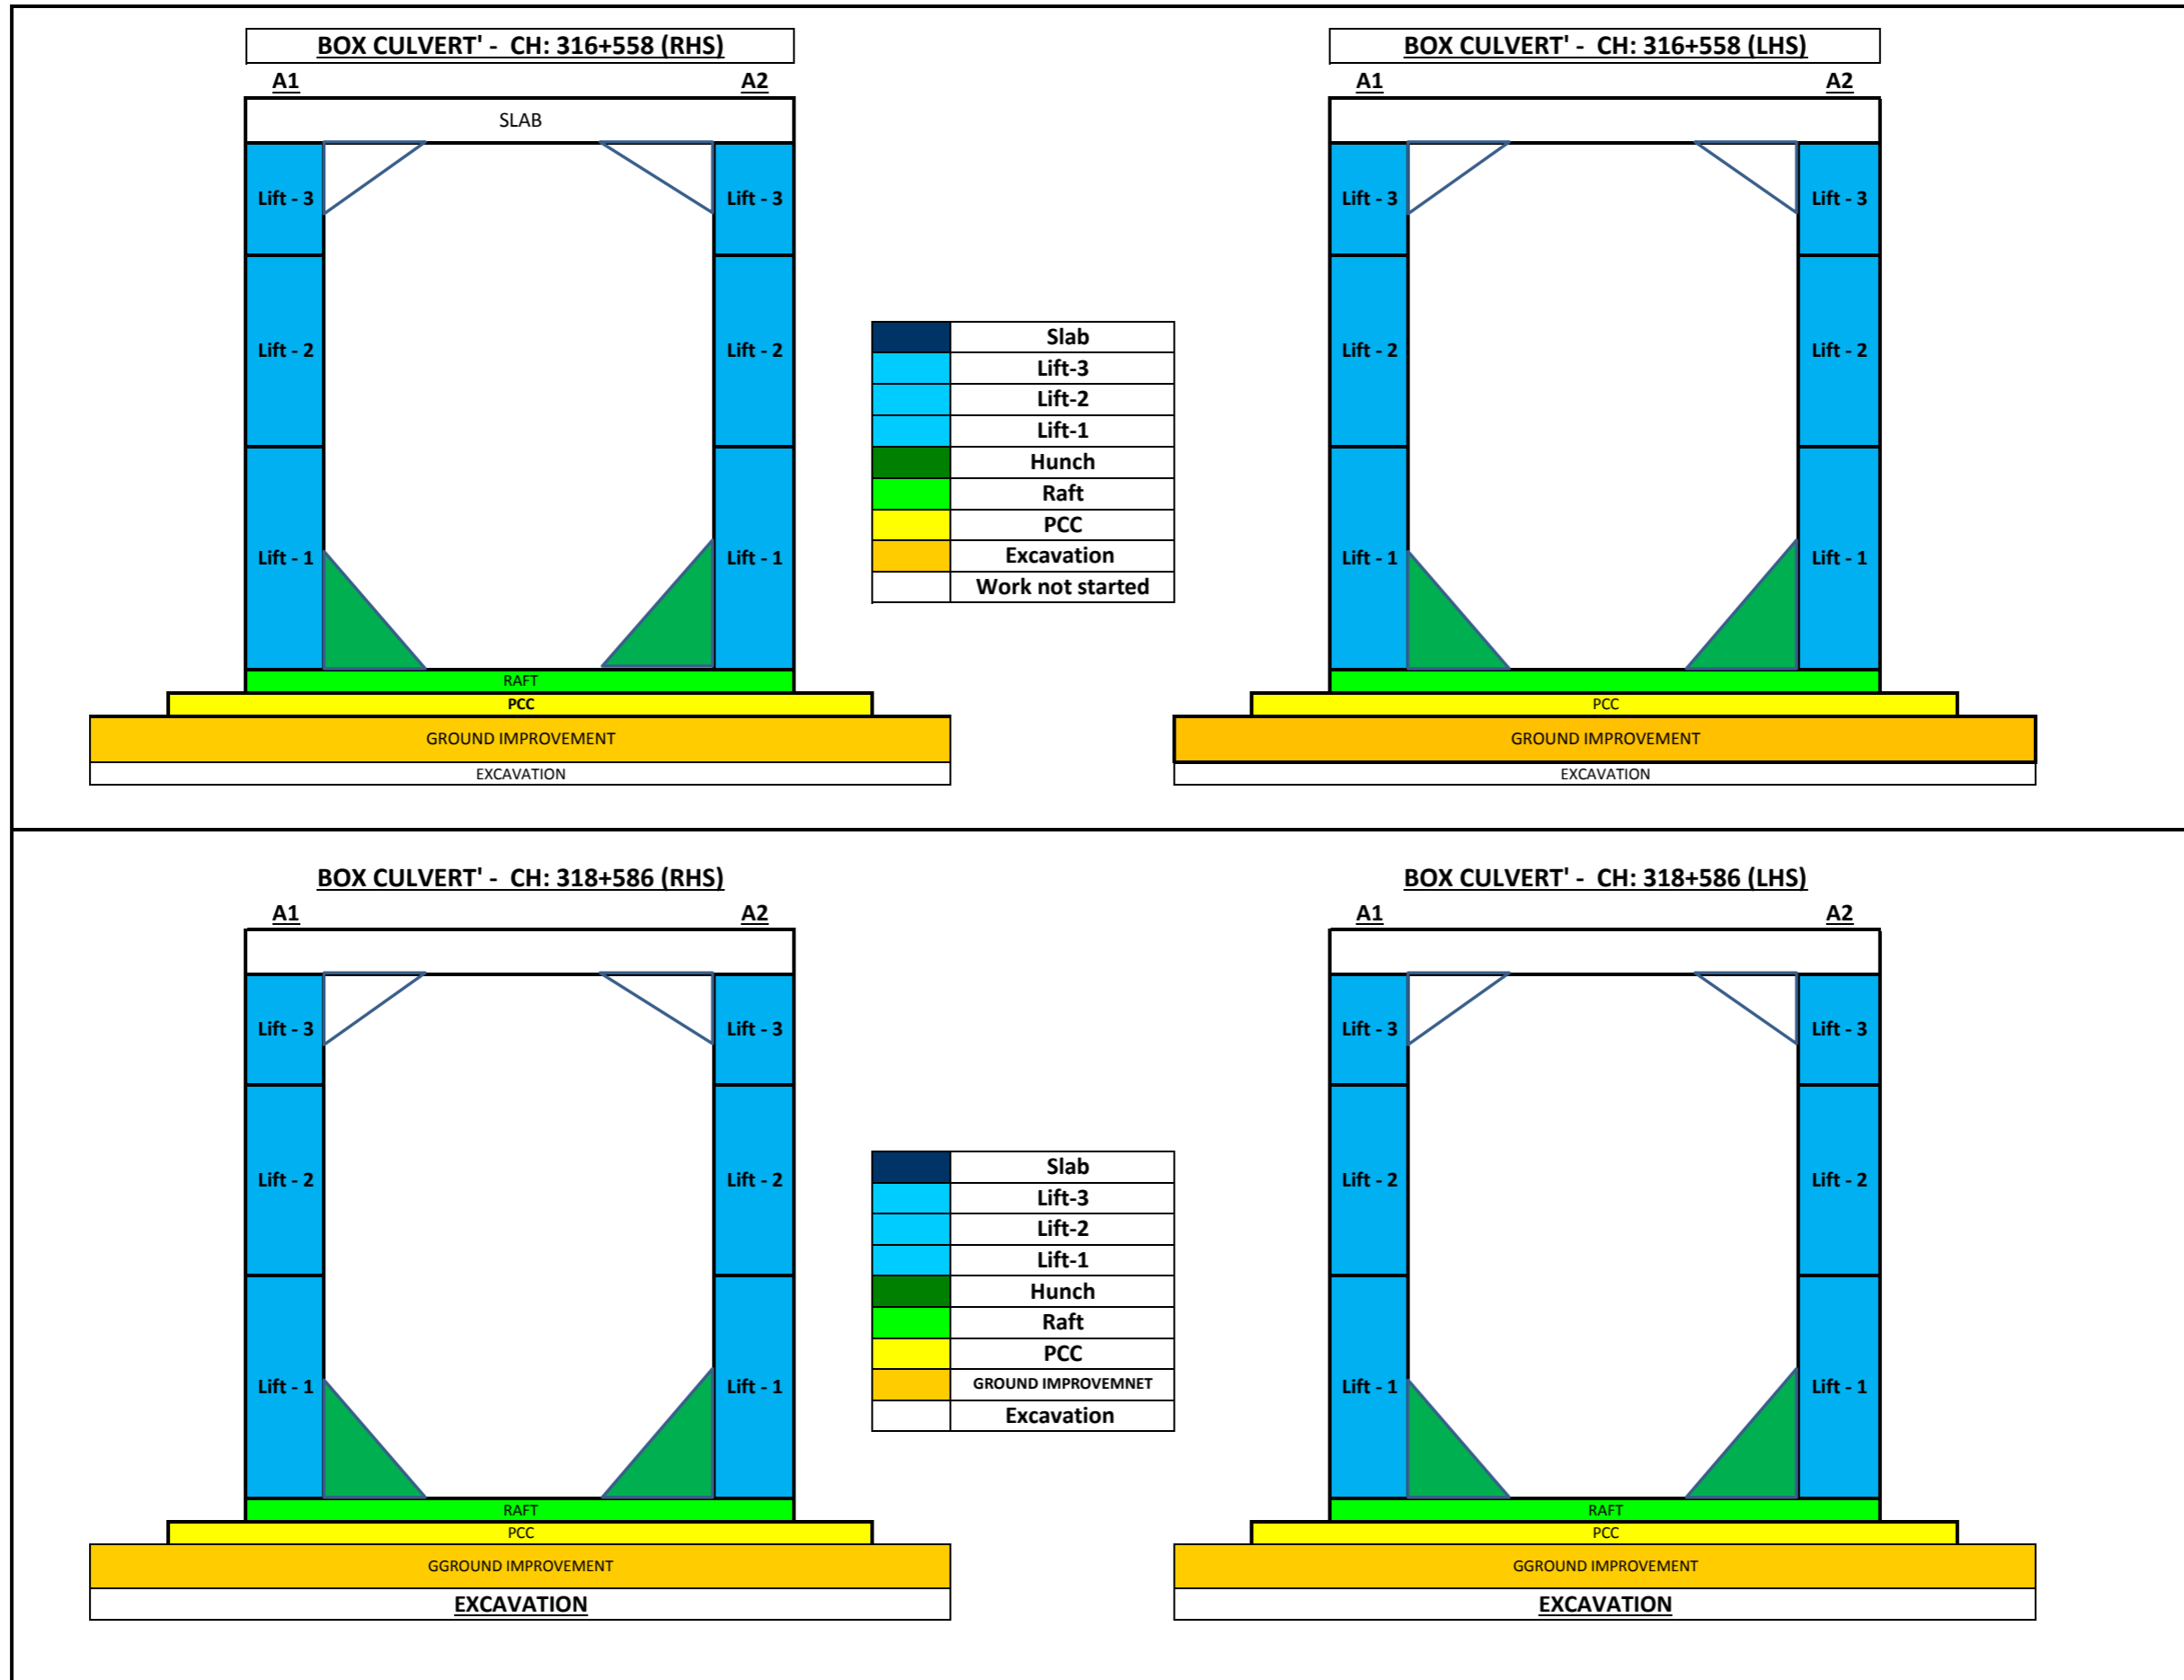 BOX CULVERT' - CH: 316+558 (RHS)
A1 A2
SLAB
Lift - 3 Lift - 3
Lift - 2 Lift - 2
Lift - 1 Lift - 1
RAFT
PCC
GROUND IMPROVEMENT
EXCAVATION
Slab
Lift-3
Lift-2
Lift-1
Hunch
Raft
PCC
Excavation
Work not started
BOX CULVERT' - CH: 316+558 (LHS)
A1 A2
Lift - 3 Lift - 3
Lift - 2 Lift - 2
Lift - 1 Lift - 1
PCC
GROUND IMPROVEMENT
EXCAVATION
BOX CULVERT' - CH: 318+586 (RHS)
A1 A2
Lift - 3 Lift - 3
Lift - 2 Lift - 2
Lift - 1 Lift - 1
RAFT
PCC
GGROUND IMPROVEMENT
EXCAVATION
Slab
Lift-3
Lift-2
Lift-1
Hunch
Raft
PCC
GROUND IMPROVEMNET
Excavation
BOX CULVERT' - CH: 318+586 (LHS)
A1 A2
Lift - 3 Lift - 3
Lift - 2 Lift - 2
Lift - 1 Lift - 1
RAFT
PCC
GGROUND IMPROVEMENT
EXCAVATION